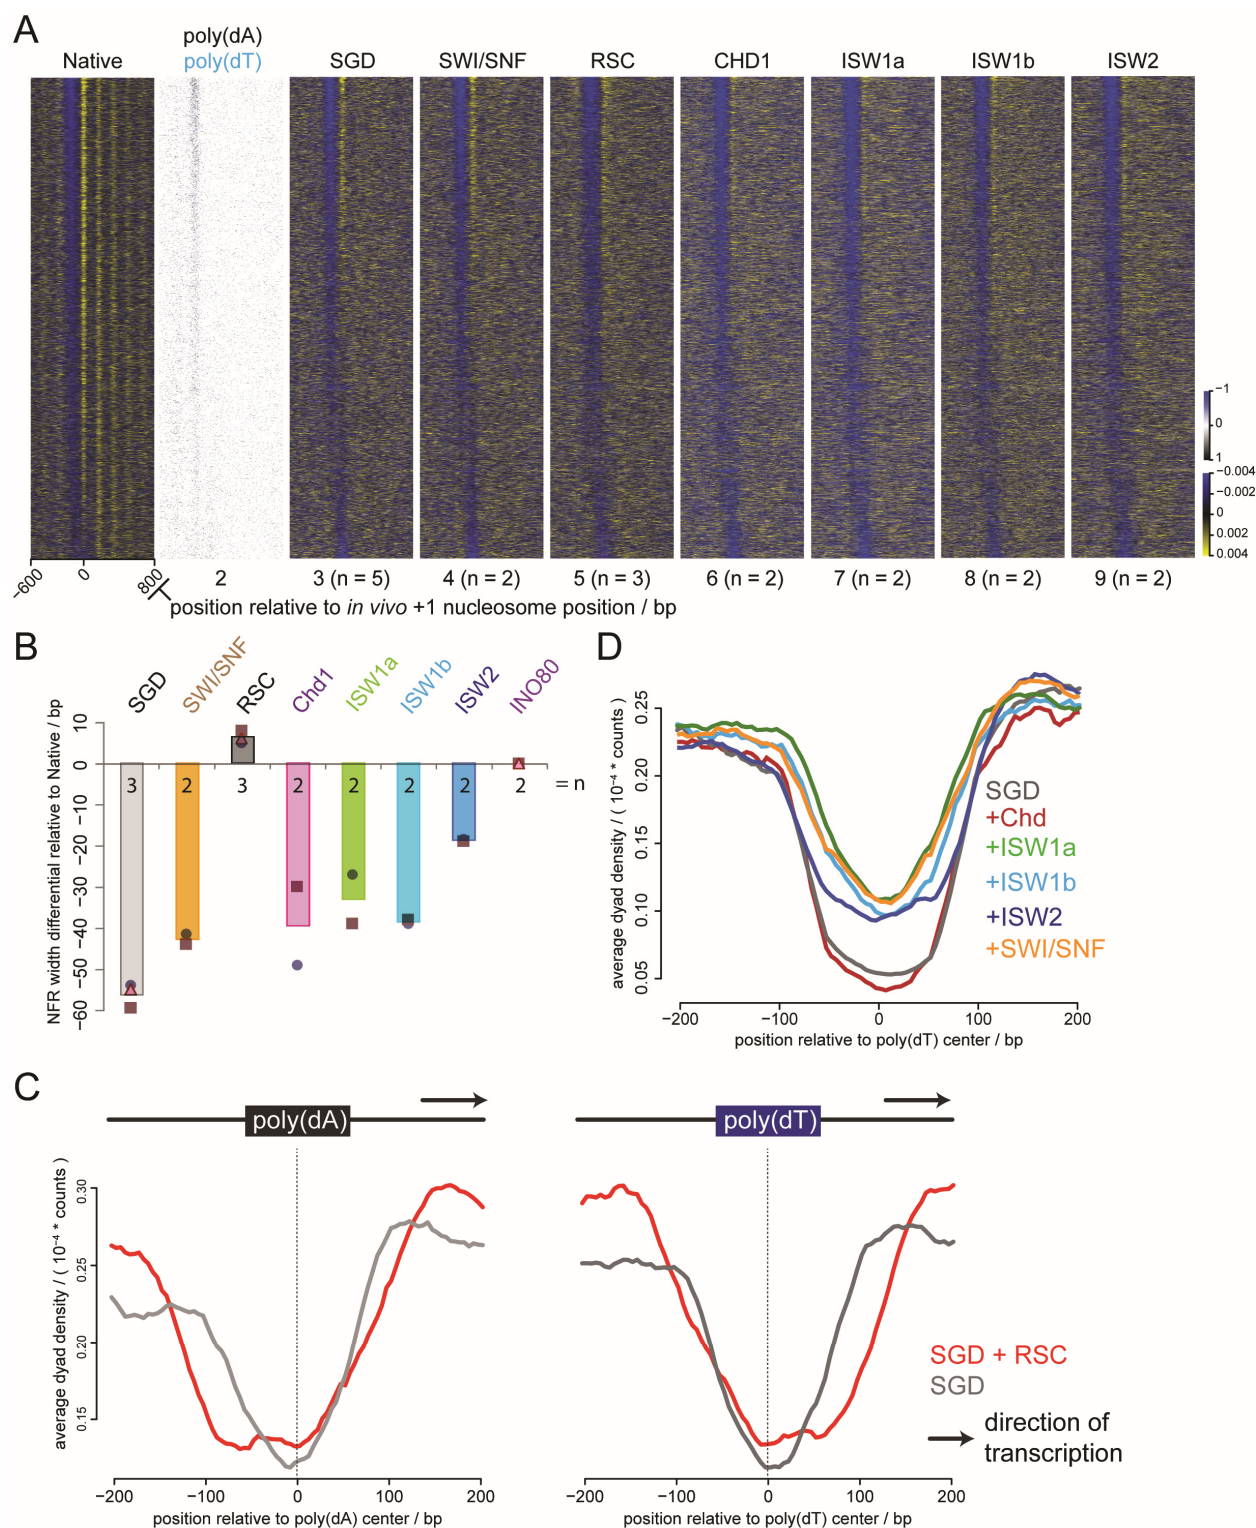 A
Native
poly(dA)
poly(dT)
SGD
SWI/SNF
RSC
CHD1
ISW1a
ISW1b
ISW2
−1
0
1
−0.004
−0.002
0
0.002
0.004
−600
0
800
2
3 (n = 5)
4 (n = 2)
5 (n = 3)
6 (n = 2)
7 (n = 2)
8 (n = 2)
9 (n = 2)
position relative to in vivo +1 nucleosome position / bp
B
SGD
SWI/SNF
RSC
Chd1
ISW1a
ISW1b
ISW2
INO80
NFR width differential relative to Native / bp
10
0
−10
−20
−30
−40
−50
−60
3
2
3
2
2
2
2
2
= n
D
average dyad density / ( 10⁻⁴ * counts)
0.25
0.20
0.15
0.10
0.05
SGD
+Chd
+ISW1a
+ISW1b
+ISW2
+SWI/SNF
−200
−100
0
100
200
position relative to poly(dT) center / bp
C
poly(dA)
poly(dT)
average dyad density / ( 10⁻⁴ * counts )
0.30
0.25
0.20
0.15
−200
−100
0
100
200
position relative to poly(dA) center / bp
−200
−100
0
100
200
position relative to poly(dT) center / bp
SGD + RSC
SGD
direction of
transcription